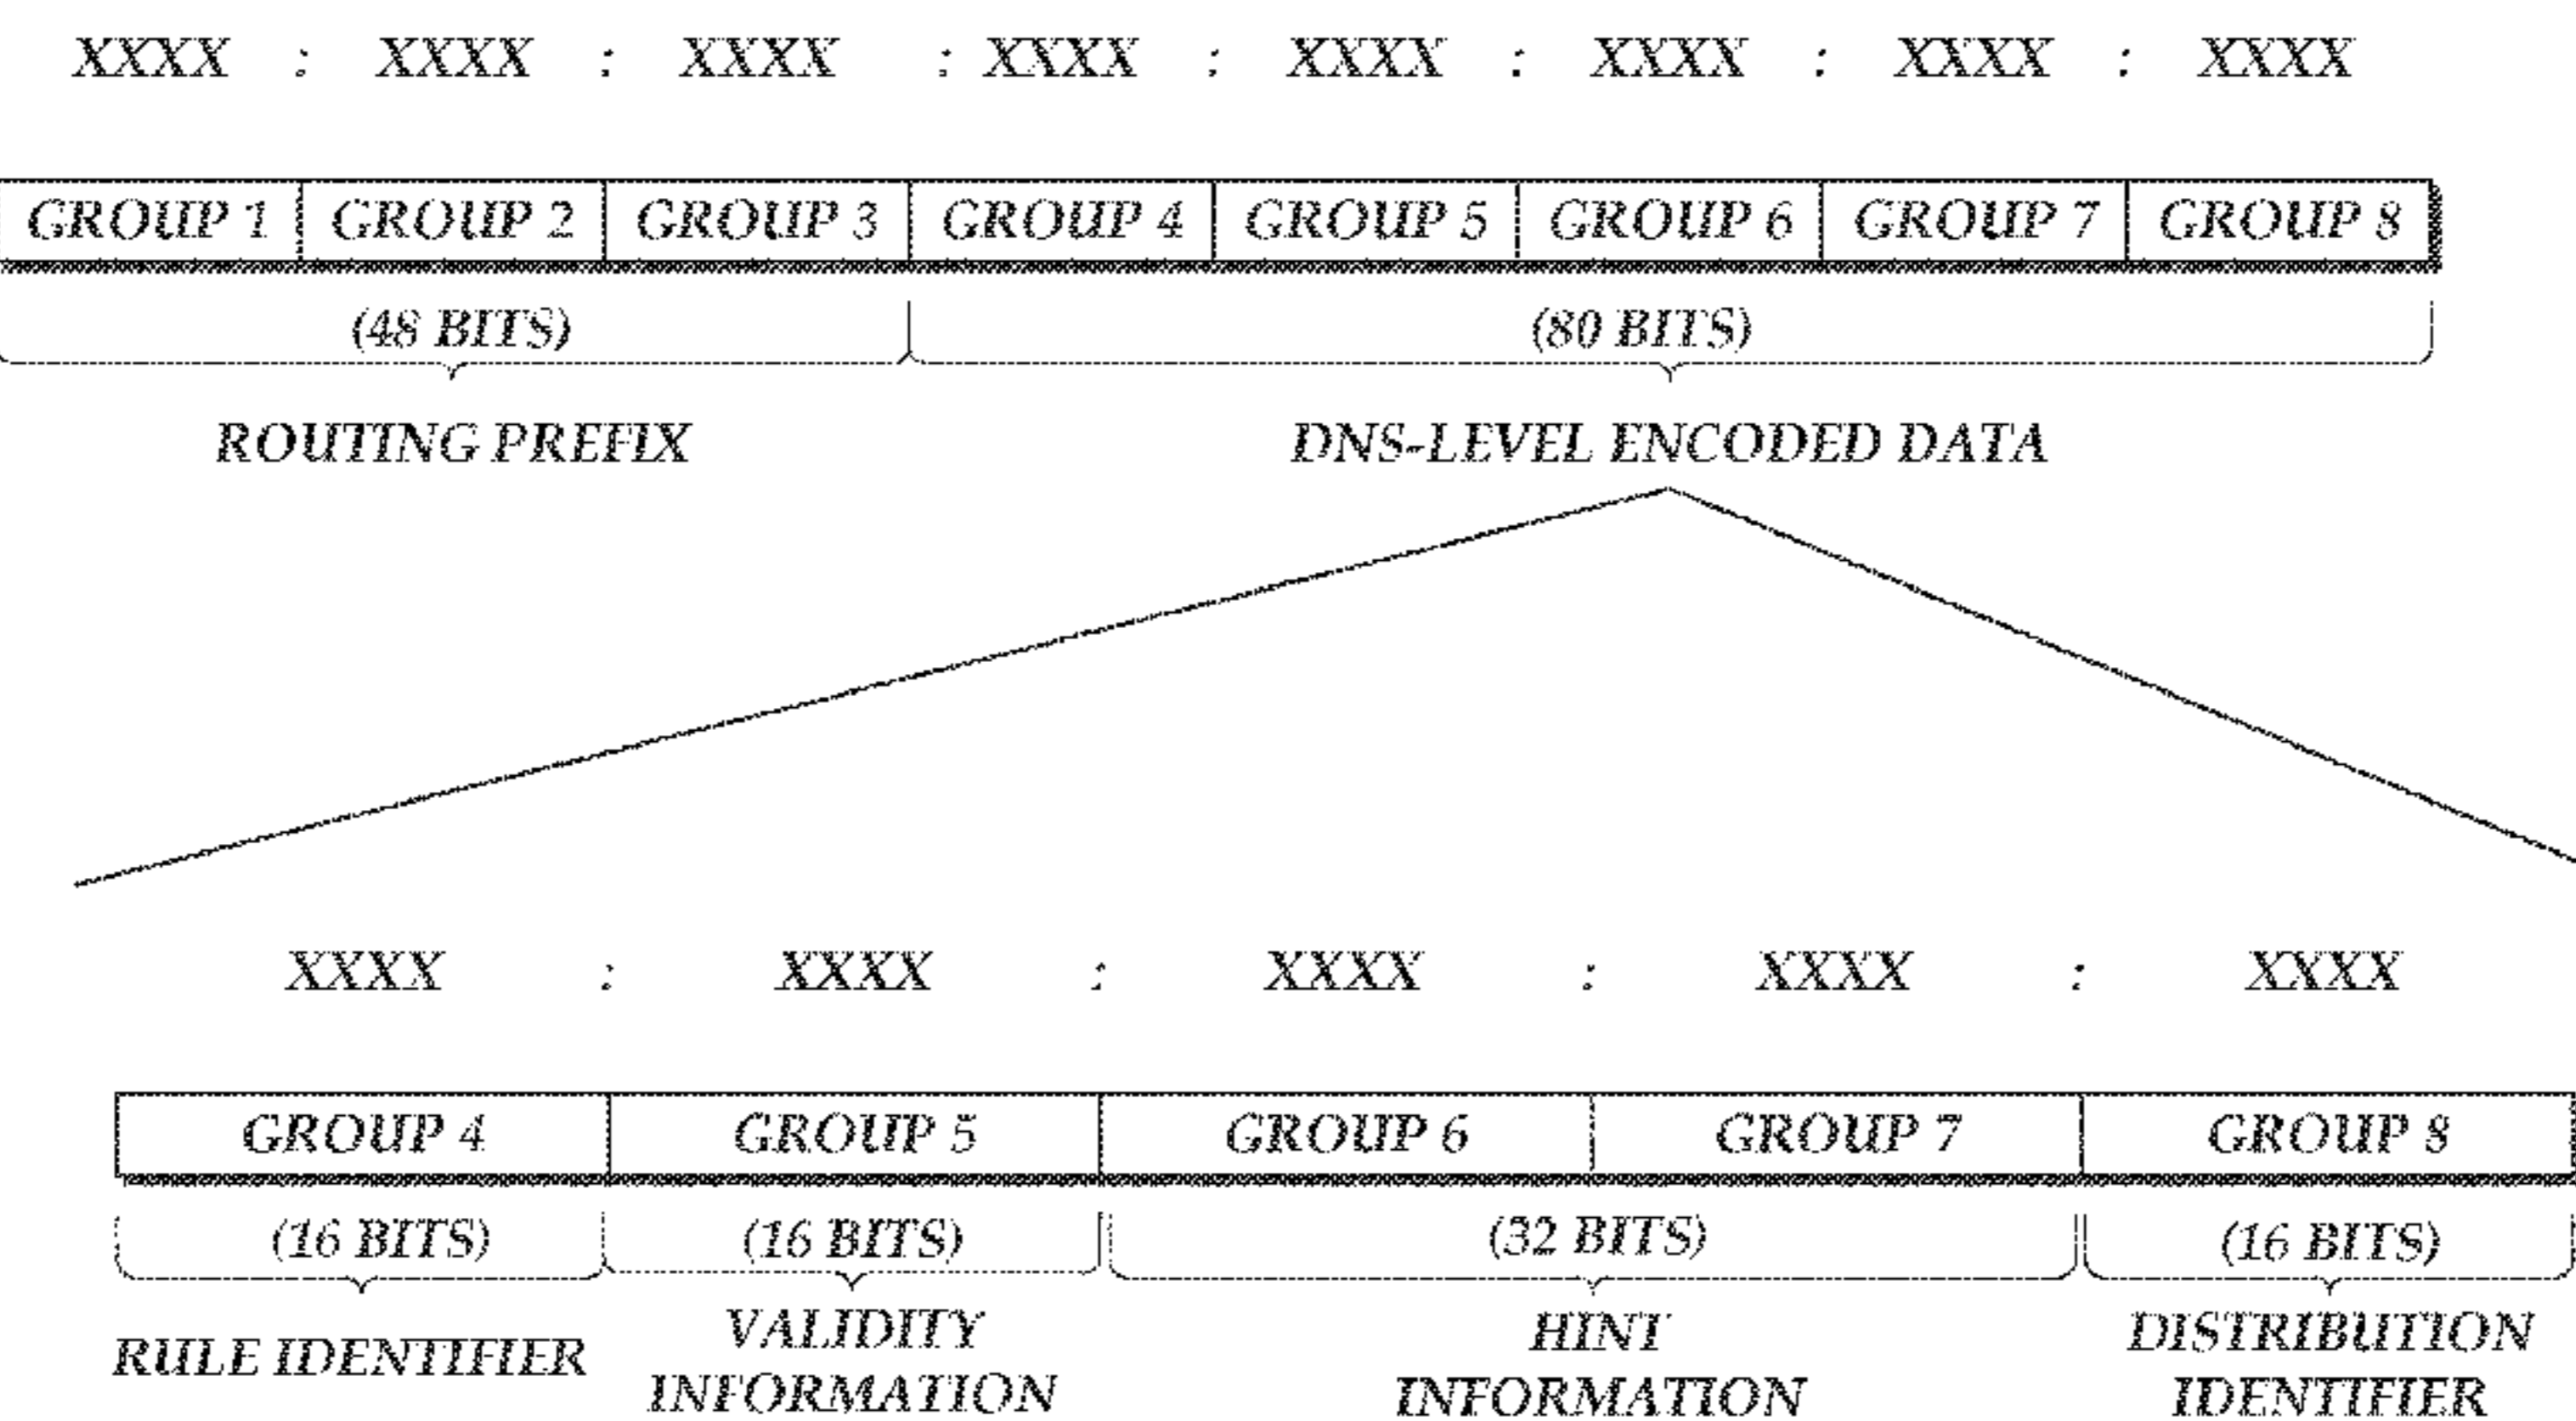 XXXX : XXXX : XXXX : XXXX : XXXX : XXXX : XXXX : XXXX
GROUP 1 GROUP 2 GROUP 3 GROUP 4 GROUP 5 GROUP 6 GROUP 7 GROUP 8
(48 BITS) (80 BITS)
ROUTING PREFIX DNS-LEVEL ENCODED DATA
XXXX : XXXX : XXXX : XXXX : XXXX
GROUP 4 GROUP 5 GROUP 6 GROUP 7 GROUP 8
(16 BITS) (16 BITS) (32 BITS) (16 BITS)
RULE IDENTIFIER
VALIDITY
INFORMATION
HINT
INFORMATION
DISTRIBUTION
IDENTIFIER